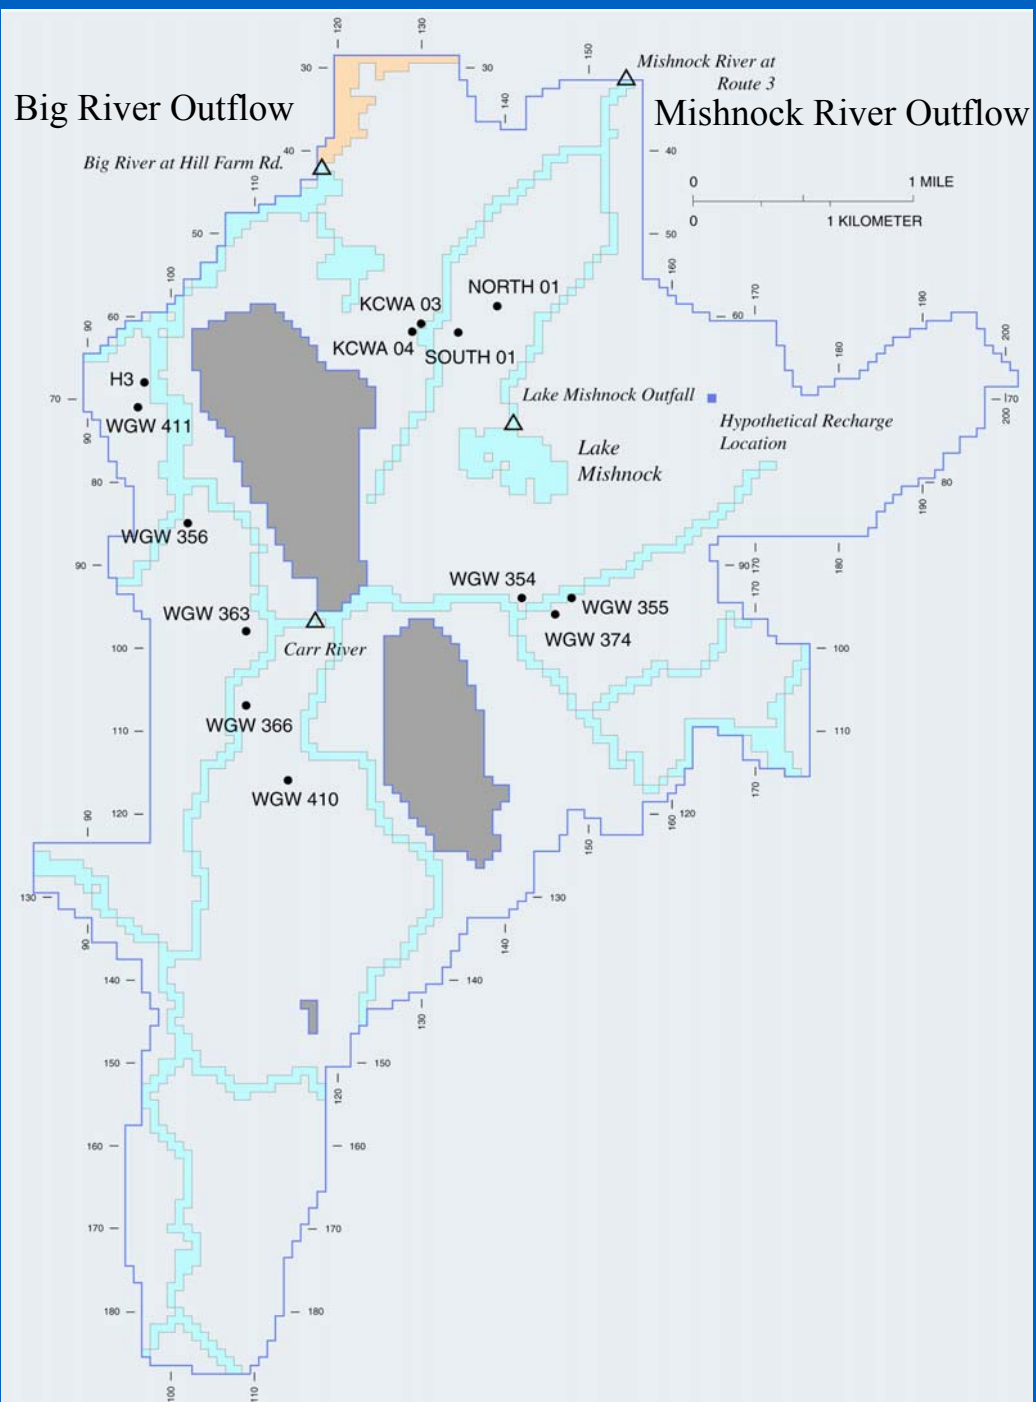 120
130
30
30
150
Mishnock River at
Route 3
140
Big River Outflow
Mishnock River Outflow
40
40
Big River at Hill Farm Rd.
110
0
1 MILE
0
1 KILOMETER
50
50
100
160
170
190
NORTH 01
KCWA 03
60
60
90
200
KCWA 04
SOUTH 01
180
H3
70
Lake Mishnock Outfall
170
200
WGW 411
90
Hypothetical Recharge
Location
Lake
Mishnock
80
80
190
WGW 356
90
90
170
180
WGW 354
170
WGW 355
WGW 363
WGW 374
100
Carr River
100
WGW 366
110
110
170
WGW 410
90
120
160
120
150
130
130
90
140
140
140
130
150
150
120
160
160
170
170
180
180
100
110